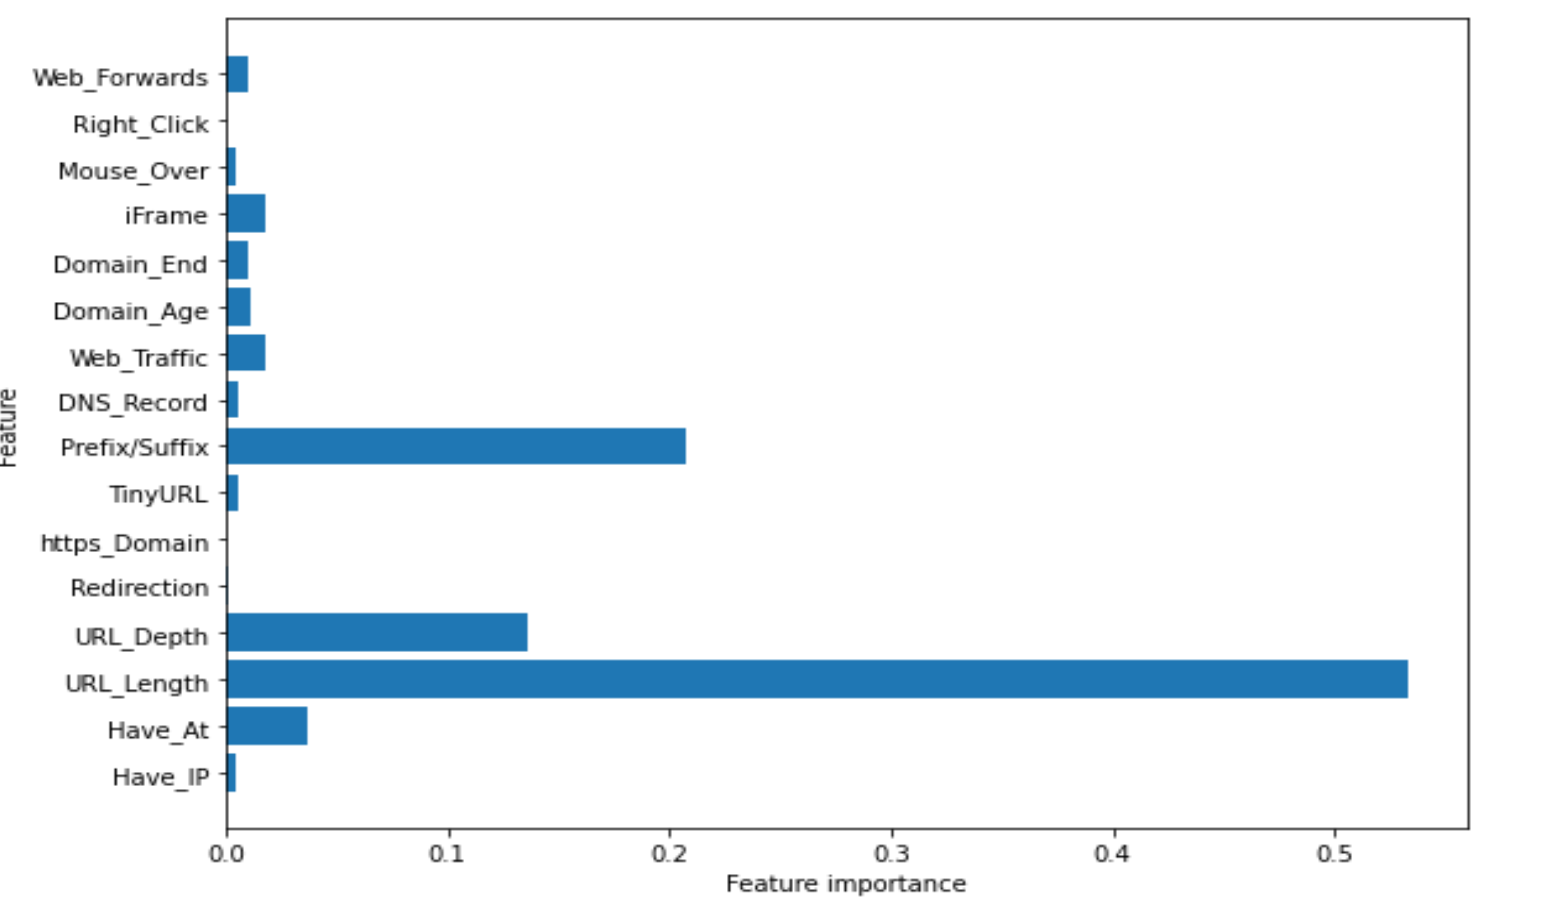 Web_Forwards
Right_Click
Mouse_Over
iFrame
Domain_End
Domain_Age
Web_Traffic
DNS_Record
Prefix/Suffix
TinyURL
https_Domain
Redirection
URL_Depth
URL_Length
Have_At
Have_IP
Feature
0.0 0.1 0.2 0.3 0.4 0.5
Feature importance